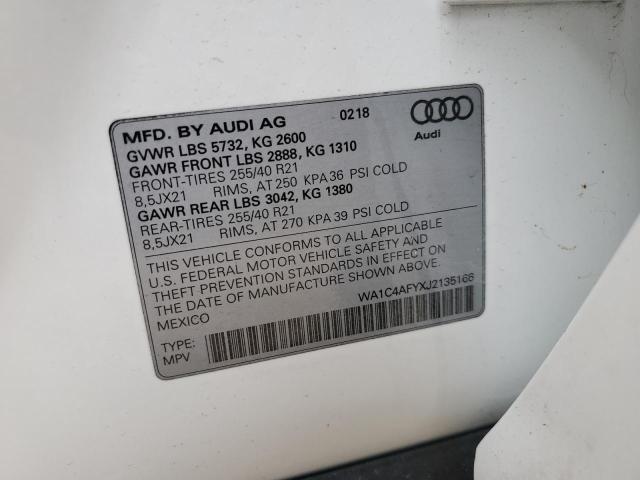 MFD. BY AUDI AG 0218
Audi
GVWR LBS 5732, KG 2600
GAWR FRONT LBS 2888, KG 1310
FRONT-TIRES 255/40 R21
8,5JX21 RIMS, AT 250 KPA 36 PSI COLD
GAWR REAR LBS 3042, KG 1380
REAR-TIRES 255/40 R21
8,5JX21 RIMS, AT 270 KPA 39 PSI COLD
THIS VEHICLE CONFORMS TO ALL APPLICABLE
U.S. FEDERAL MOTOR VEHICLE SAFETY AND
THEFT PREVENTION STANDARDS IN EFFECT ON
THE DATE OF MANUFACTURE SHOWN ABOVE.
MEXICO WA1C4AFYXJ2135166
TYPE:
MPV